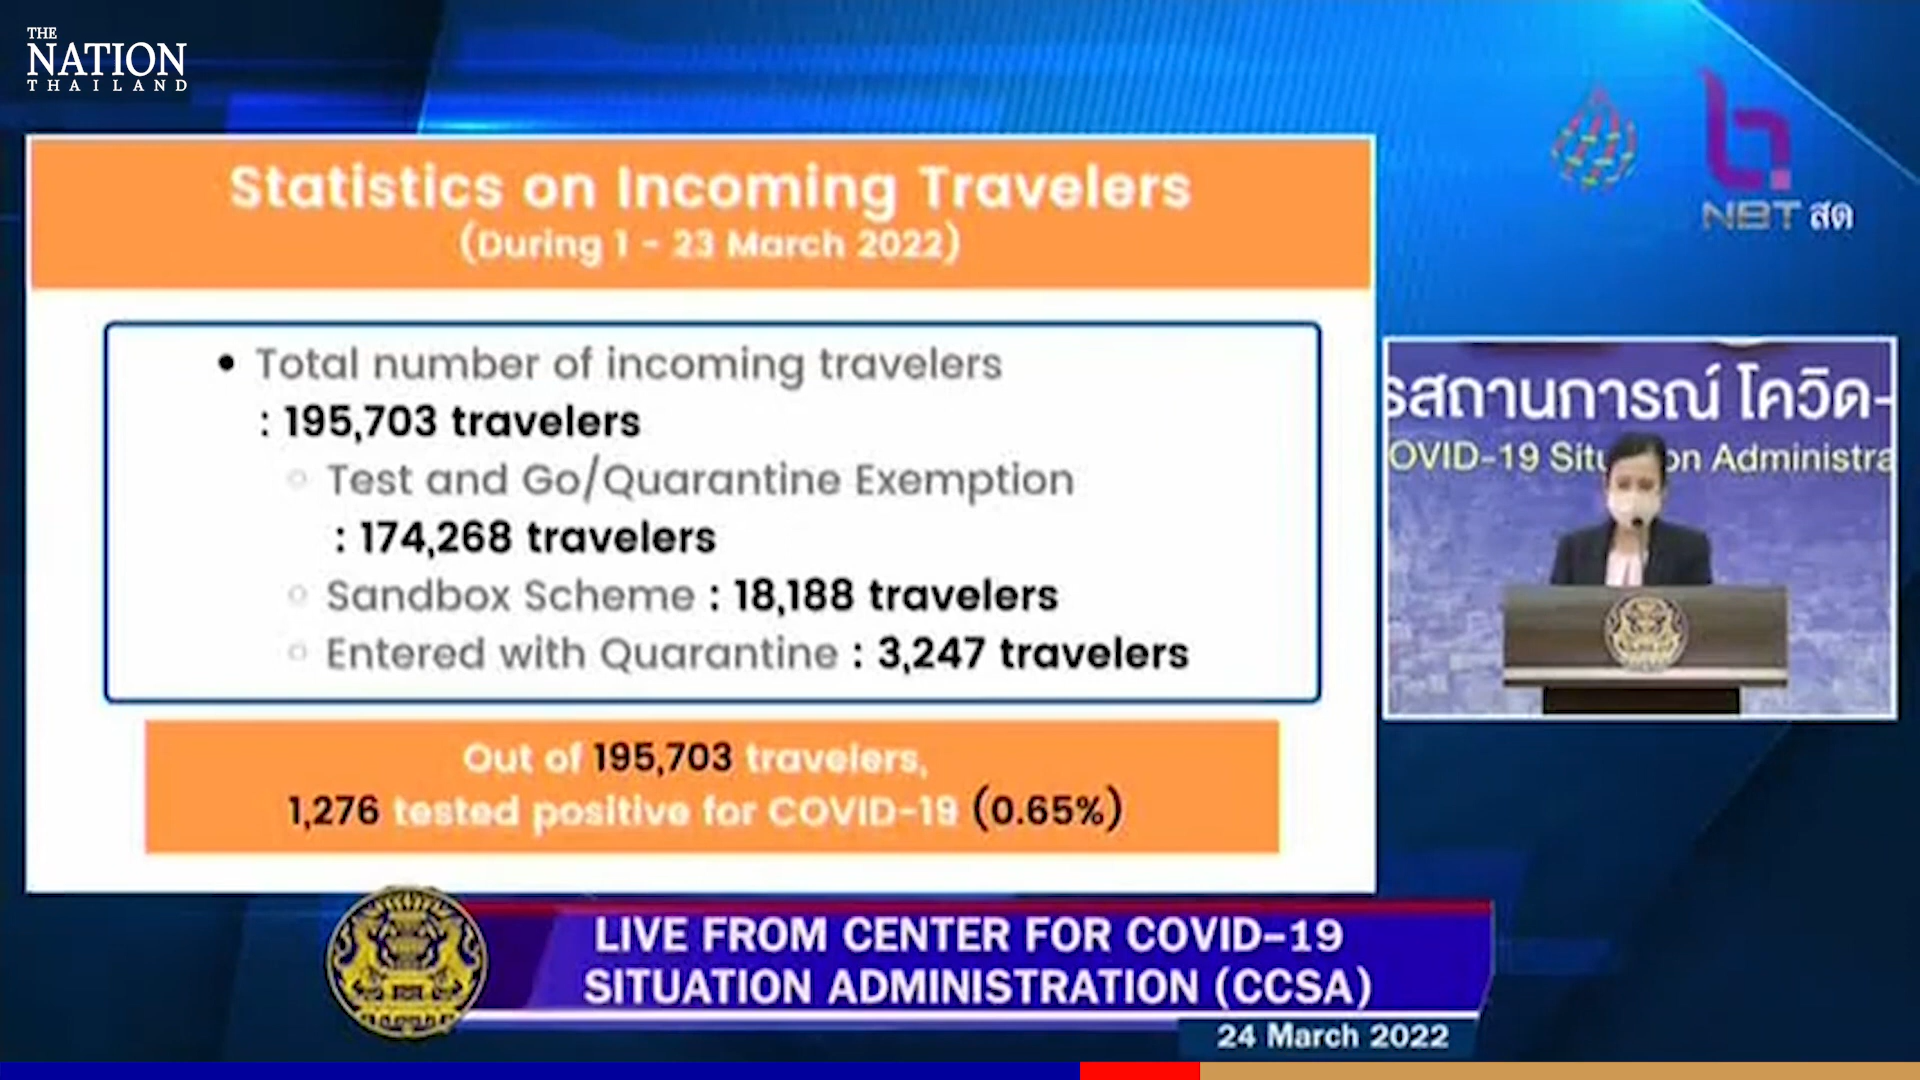 THE
NATION
THAILAND
NBT สด
Statistics on Incoming Travelers
(During 1 - 23 March 2022)
• Total number of incoming travelers
: 195,703 travelers
Test and Go/Quarantine Exemption
: 174,268 travelers
Sandbox Scheme : 18,188 travelers
Entered with Quarantine : 3,247 travelers
Out of 195,703 travelers,
1,276 tested positive for COVID-19 (0.65%)
รสถานการณ์ โควิด-
OVID-19 Situ on Administra
LIVE FROM CENTER FOR COVID-19
SITUATION ADMINISTRATION (CCSA)
24 March 2022